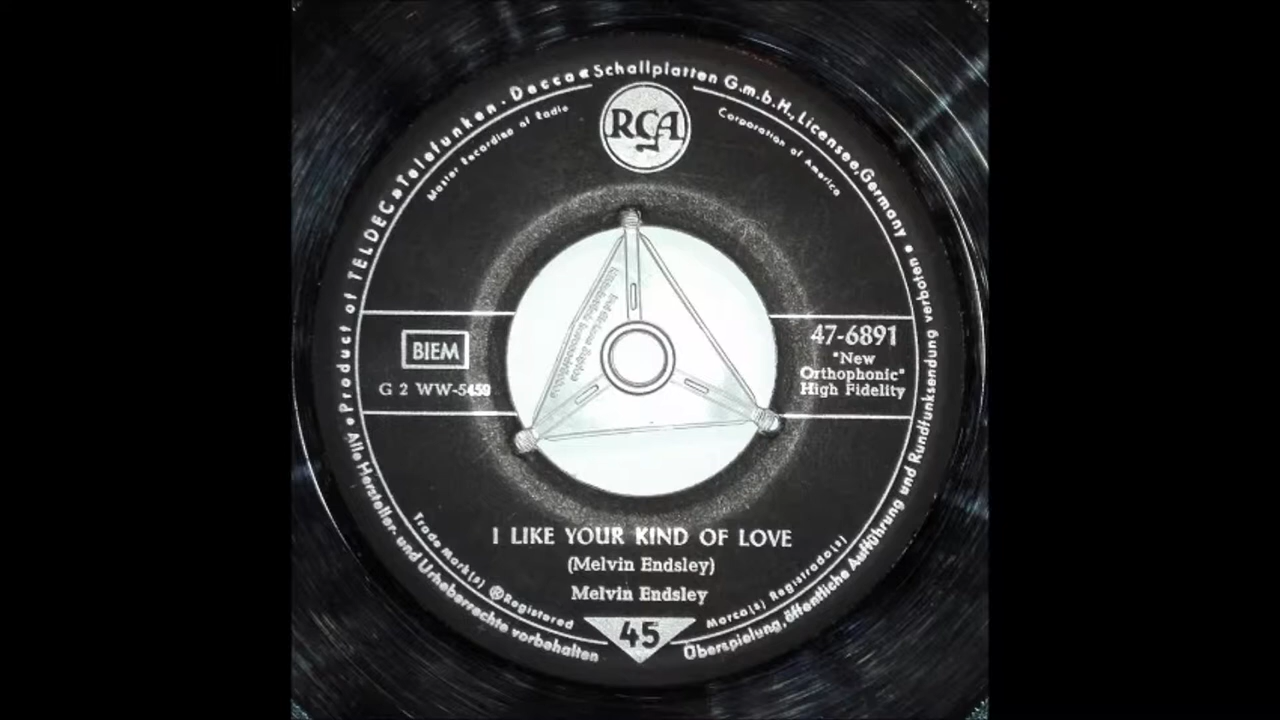 Product of TELDEC »Telefunken · Decca« Schallplatten G.m.b.H., Licensee, Germany
Master Recording of Radio Corporation of America
RCA
BIEM
G 2 WW-5459
47-6891
"New
Orthophonic"
High Fidelity
I LIKE YOUR KIND OF LOVE
(Melvin Endsley)
Melvin Endsley
45
Trade Mark(s) ®Registered
Marca(s) Registrada(s)
Alle Hersteller- und Urheberrechte vorbehalten
Überspielung, öffentliche Aufführung und Rundfunksendung verboten